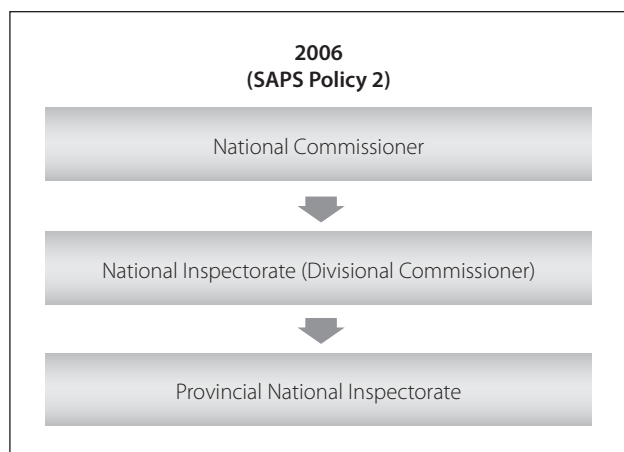 2006
(SAPS Policy 2)
National Commissioner
National Inspectorate (Divisional Commissioner)
Provincial National Inspectorate